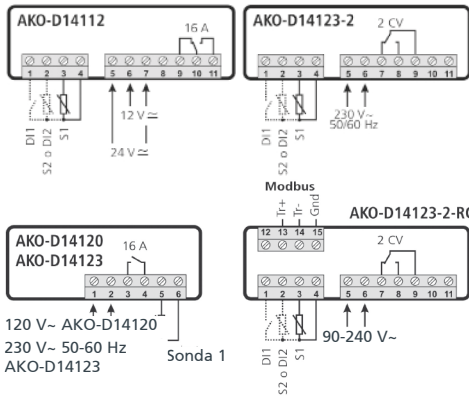 AKO-D14112
16 A
1 2 3 4 5 6 7 8 9 10 11
12 V ≃
24 V ≃
DI1
S2 o DI2
S1
AKO-D14123-2
2 CV
1 2 3 4 5 6 7 8 9 10 11
230 V~
50/60 Hz
DI1
S2 o DI2
S1
AKO-D14120
AKO-D14123
16 A
1 2 3 4 5 6
120 V~ AKO-D14120
230 V~ 50-60 Hz
AKO-D14123
Sonda 1
Modbus
Tr+
Tr-
Gnd
AKO-D14123-2-RC
12 13 14 15
2 CV
1 2 3 4 5 6 7 8 9 10 11
90-240 V~
DI1
S2 o DI2
S1